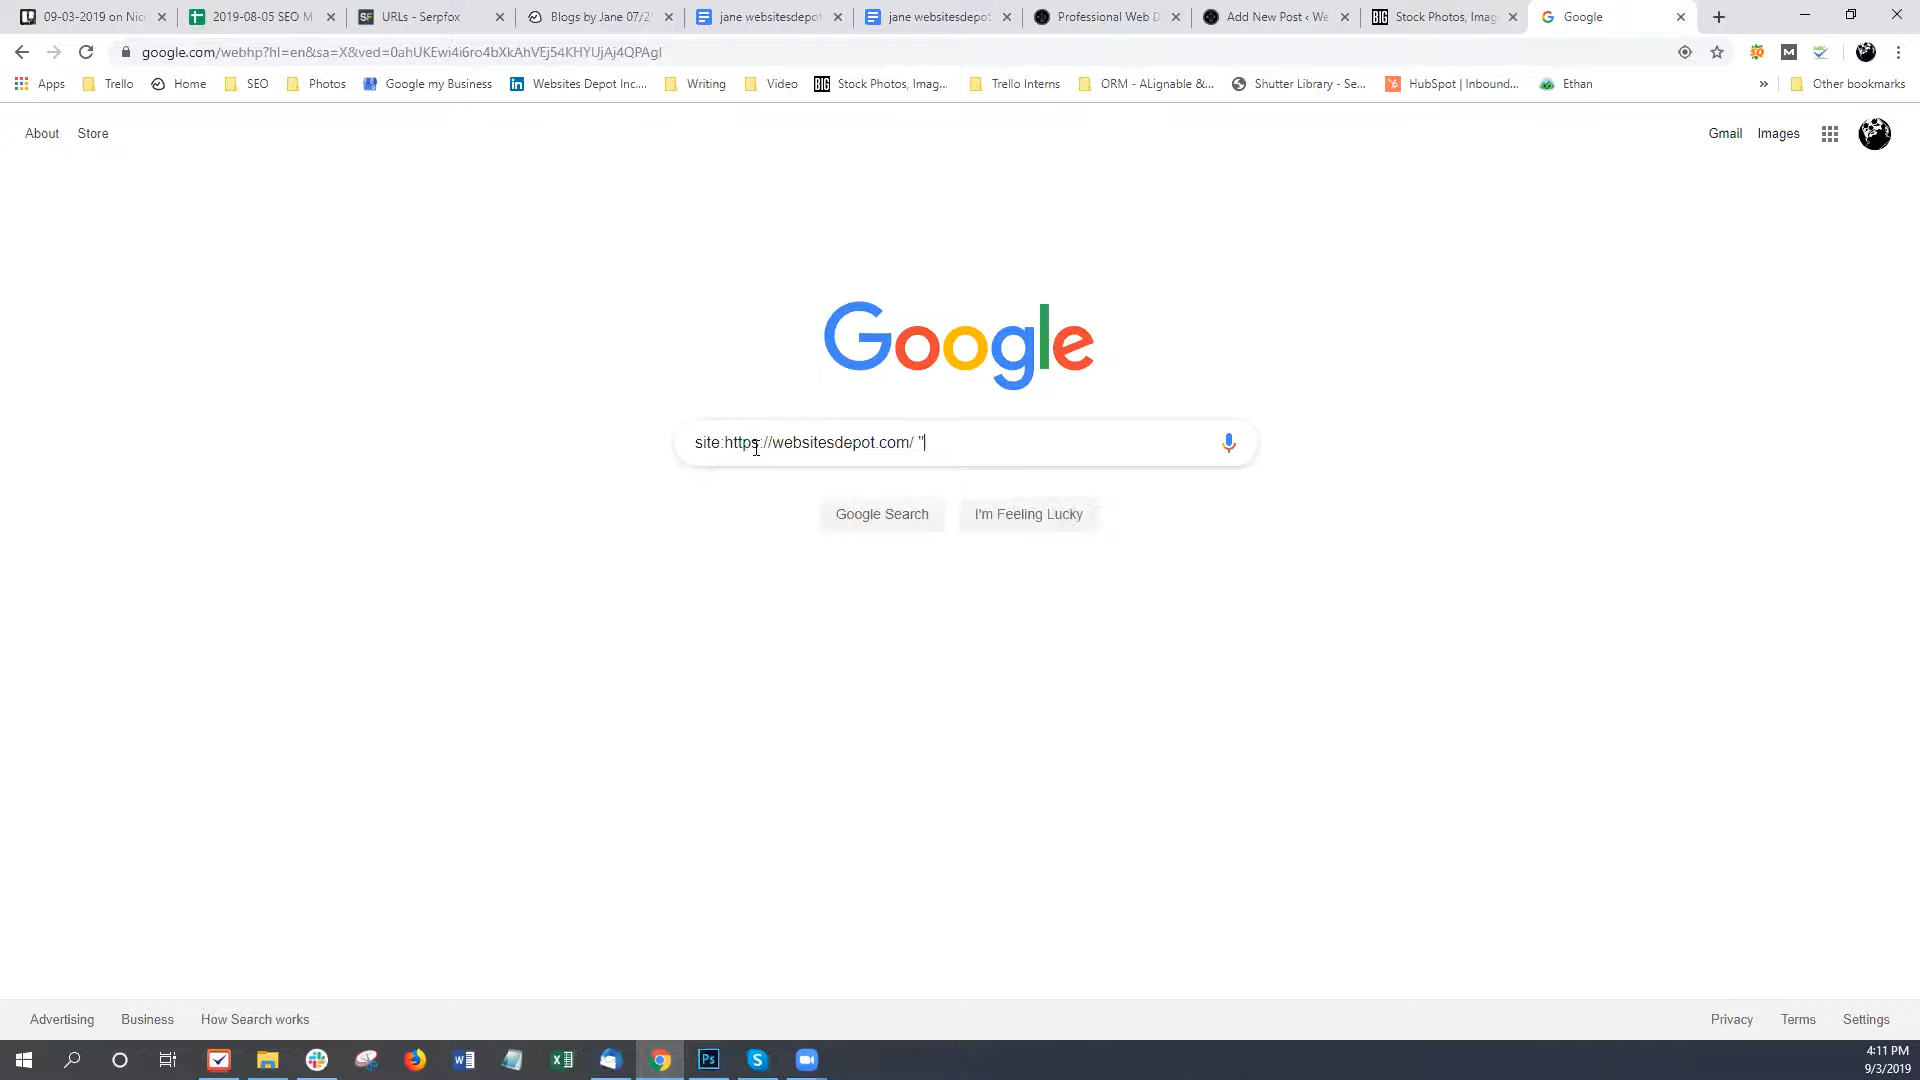 09-03-2019 on Nic
2019-08-05 SEO M
SF URLs - Serpfox
Blogs by Jane 07/2
jane websitesdepot
jane websitesdepot
Professional Web D
Add New Post ‹ We
BIG Stock Photos, Imag
Google
google.com/webhp?hl=en&sa=X&ved=0ahUKEwi4i6ro4bXkAhVEj54KHYUjAj4QPAgI
Apps
Trello
Home
SEO
Photos
Google my Business
Websites Depot Inc....
Writing
Video
BIG Stock Photos, Imag...
Trello Interns
ORM - ALignable &...
Shutter Library - Se...
HubSpot | Inbound...
Ethan
»
Other bookmarks
About Store
Gmail Images
Google
site:https://websitesdepot.com/ "
Google Search I'm Feeling Lucky
Advertising Business How Search works
Privacy Terms Settings
Ps
4:11 PM
9/3/2019